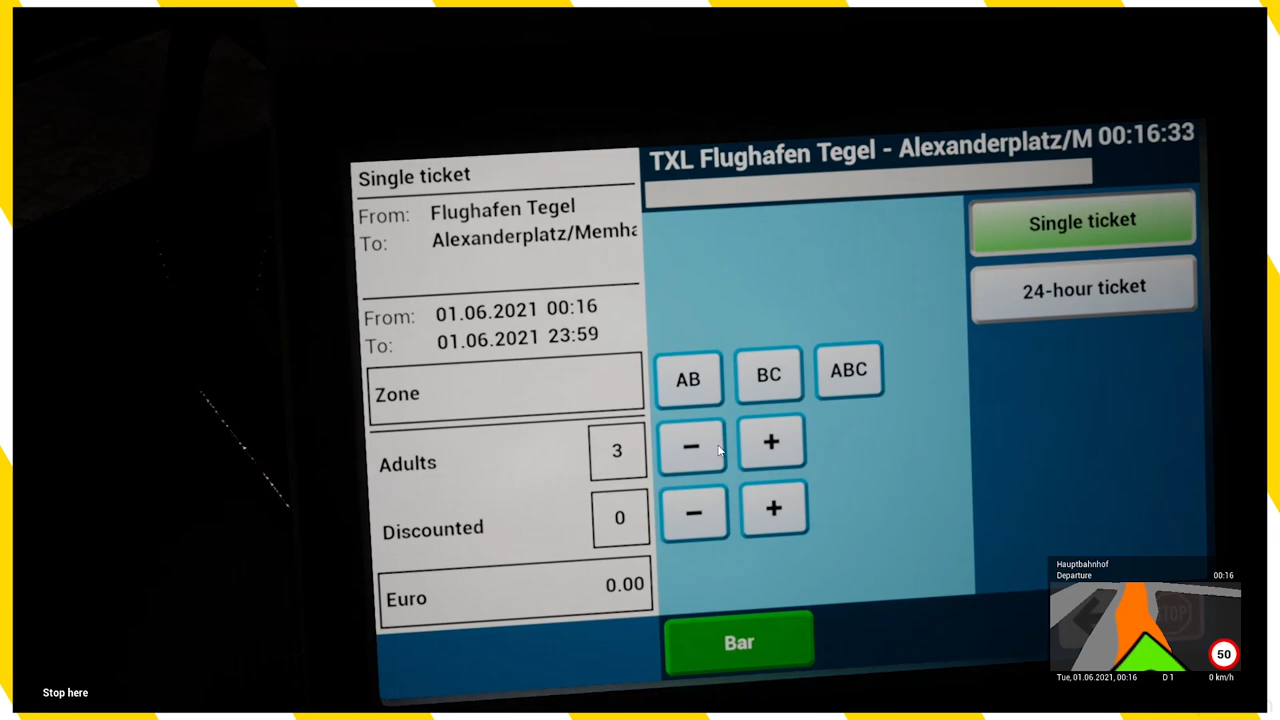 TXL Flughafen Tegel - Alexanderplatz/M 00:16:33
Single ticket
From: Flughafen Tegel
To: Alexanderplatz/Memha
From: 01.06.2021 00:16
To: 01.06.2021 23:59
Zone
Adults 3
Discounted 0
Euro 0.00
AB BC ABC
− +
− +
Bar
Single ticket
24-hour ticket
Hauptbahnhof
Departure 00:16
STOP
50
Tue, 01.06.2021, 00:16 D 1 0 km/h
Stop here